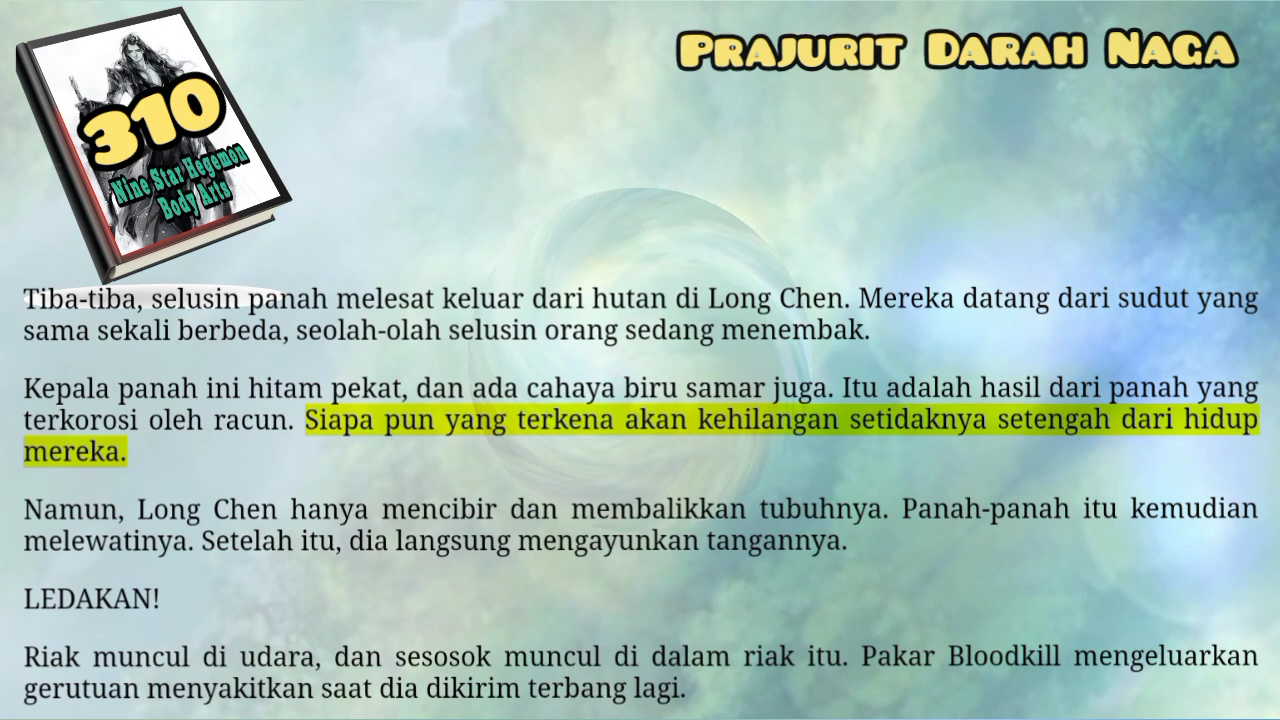 PRAJURIT DARAH NAGA
310
Nine Star Hegemon
Body Arts
Tiba-tiba, selusin panah melesat keluar dari hutan di Long Chen. Mereka datang dari sudut yang
sama sekali berbeda, seolah-olah selusin orang sedang menembak.
Kepala panah ini hitam pekat, dan ada cahaya biru samar juga. Itu adalah hasil dari panah yang
terkorosi oleh racun. Siapa pun yang terkena akan kehilangan setidaknya setengah dari hidup
mereka.
Namun, Long Chen hanya mencibir dan membalikkan tubuhnya. Panah-panah itu kemudian
melewatinya. Setelah itu, dia langsung mengayunkan tangannya.
LEDAKAN!
Riak muncul di udara, dan sesosok muncul di dalam riak itu. Pakar Bloodkill mengeluarkan
gerutuan menyakitkan saat dia dikirim terbang lagi.